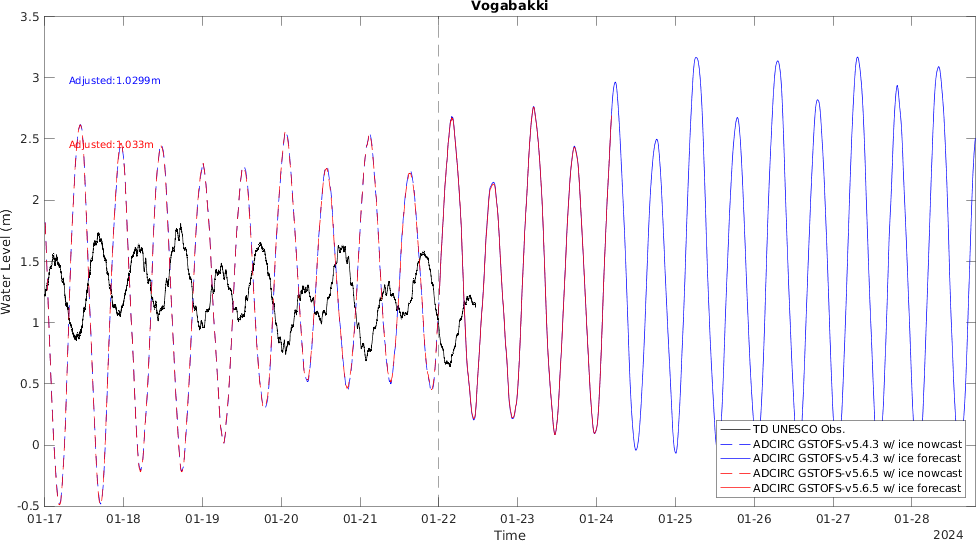 Vogabakki
3.5
3
2.5
2
1.5
1
0.5
0
-0.5
Water Level (m)
Adjusted:1.0299m
Adjusted:1.033m
TD UNESCO Obs.
ADCIRC GSTOFS-v5.4.3 w/ ice nowcast
ADCIRC GSTOFS-v5.4.3 w/ ice forecast
ADCIRC GSTOFS-v5.6.5 w/ ice nowcast
ADCIRC GSTOFS-v5.6.5 w/ ice forecast
01-17 01-18 01-19 01-20 01-21 01-22 01-23 01-24 01-25 01-26 01-27 01-28
Time
2024